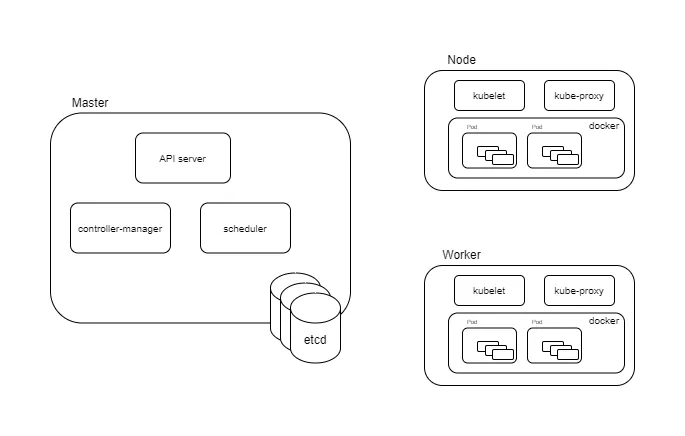 Master
API server
controller-manager
scheduler
etcd
Node
kubelet
kube-proxy
docker
Pod
Pod
Worker
kubelet
kube-proxy
docker
Pod
Pod